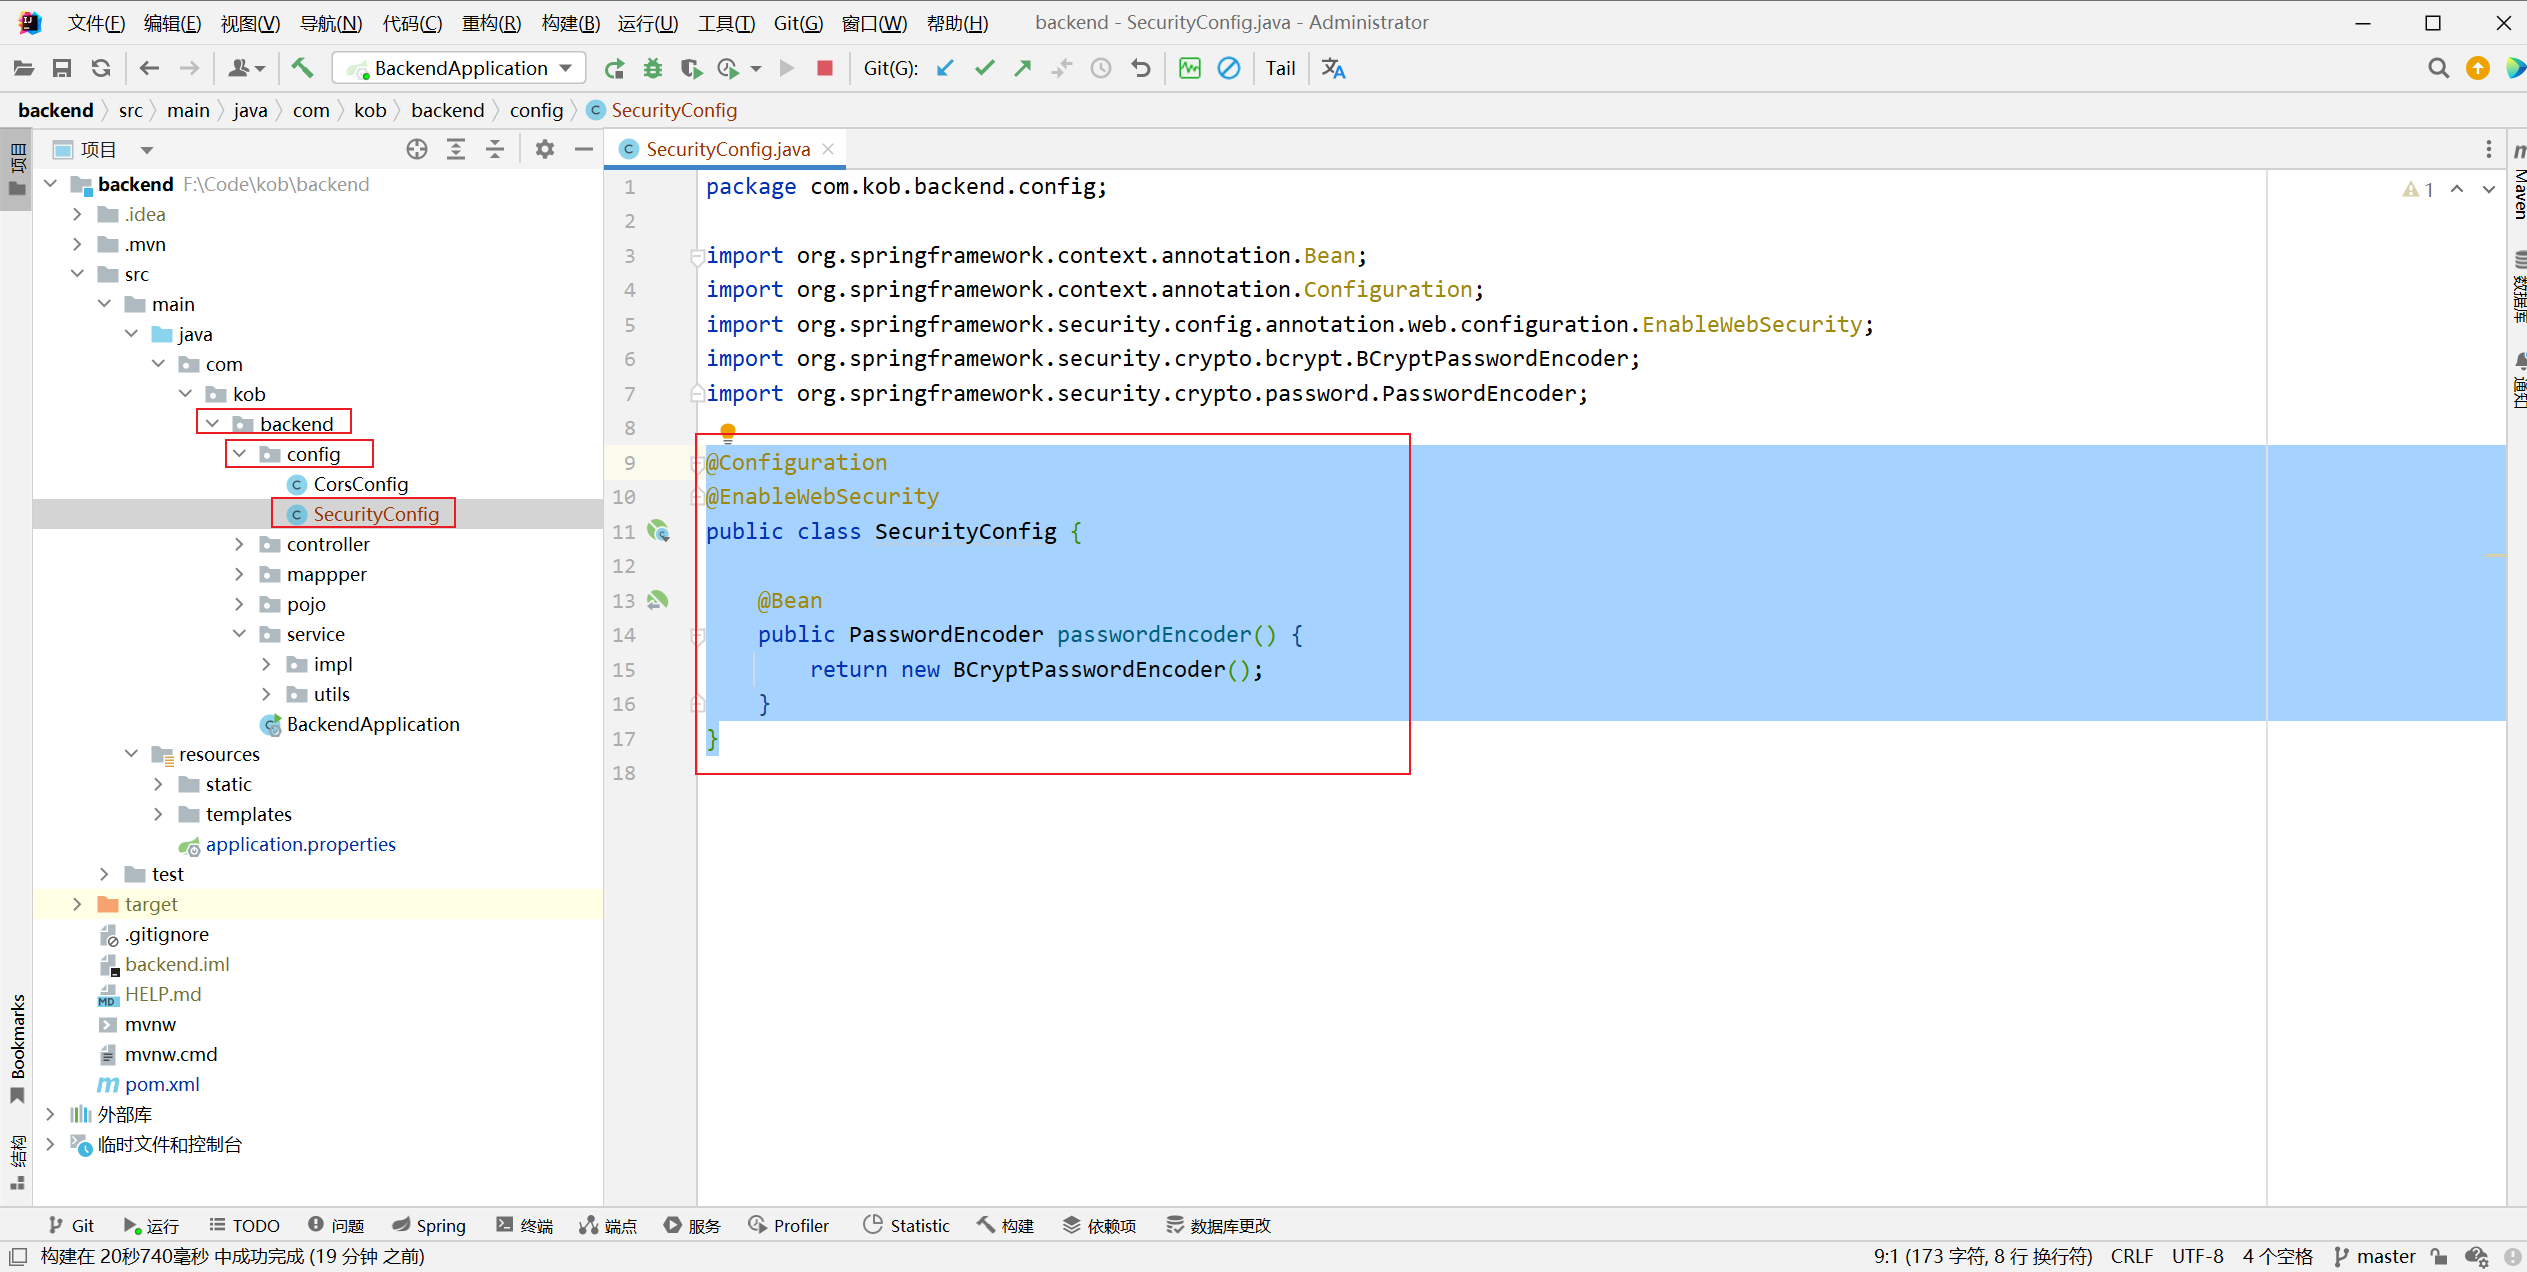 文件(F) 编辑(E) 视图(V) 导航(N) 代码(C) 重构(R) 构建(B) 运行(U) 工具(T) Git(G) 窗口(W) 帮助(H) backend - SecurityConfig.java - Administrator
BackendApplication Git(G): Tail
backend src main java com kob backend config SecurityConfig
项目
SecurityConfig.java
backend F:\Code\kob\backend
.idea
.mvn
src
main
java
com
kob
backend
config
CorsConfig
SecurityConfig
controller
mappper
pojo
service
impl
utils
BackendApplication
resources
static
templates
application.properties
test
target
.gitignore
backend.iml
HELP.md
mvnw
mvnw.cmd
pom.xml
外部库
临时文件和控制台
项目
Bookmarks
结构
1 package com.kob.backend.config;
2
3 import org.springframework.context.annotation.Bean;
4 import org.springframework.context.annotation.Configuration;
5 import org.springframework.security.config.annotation.web.configuration.EnableWebSecurity;
6 import org.springframework.security.crypto.bcrypt.BCryptPasswordEncoder;
7 import org.springframework.security.crypto.password.PasswordEncoder;
8
9 @Configuration
10 @EnableWebSecurity
11 public class SecurityConfig {
12
13 @Bean
14 public PasswordEncoder passwordEncoder() {
15 return new BCryptPasswordEncoder();
16 }
17 }
18
1
Maven
数据库
通知
Git 运行 TODO 问题 Spring 终端 端点 服务 Profiler Statistic 构建 依赖项 数据库更改
构建在 20秒740毫秒 中成功完成 (19 分钟 之前) 9:1 (173 字符, 8 行 换行符) CRLF UTF-8 4 个空格 master